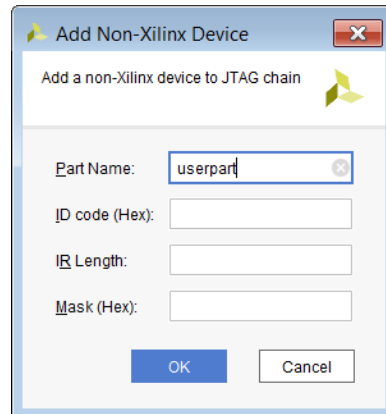 Add Non-Xilinx Device
Add a non-Xilinx device to JTAG chain
Part Name: userpart
ID code (Hex):
IR Length:
Mask (Hex):
OK Cancel